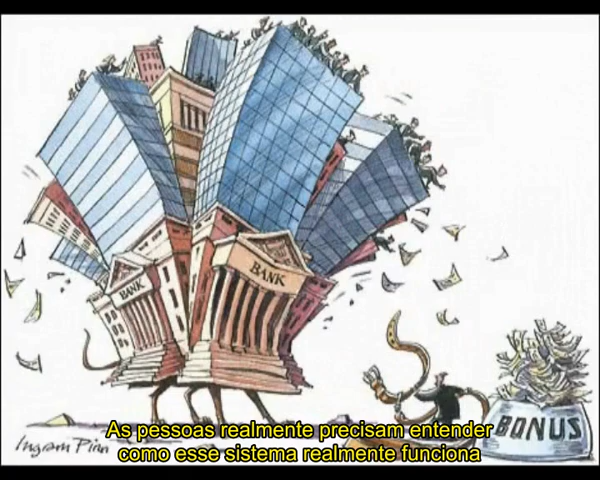 BANK
BANK
BONUS
Ingram Pinn
As pessoas realmente precisam entender
como esse sistema realmente funciona